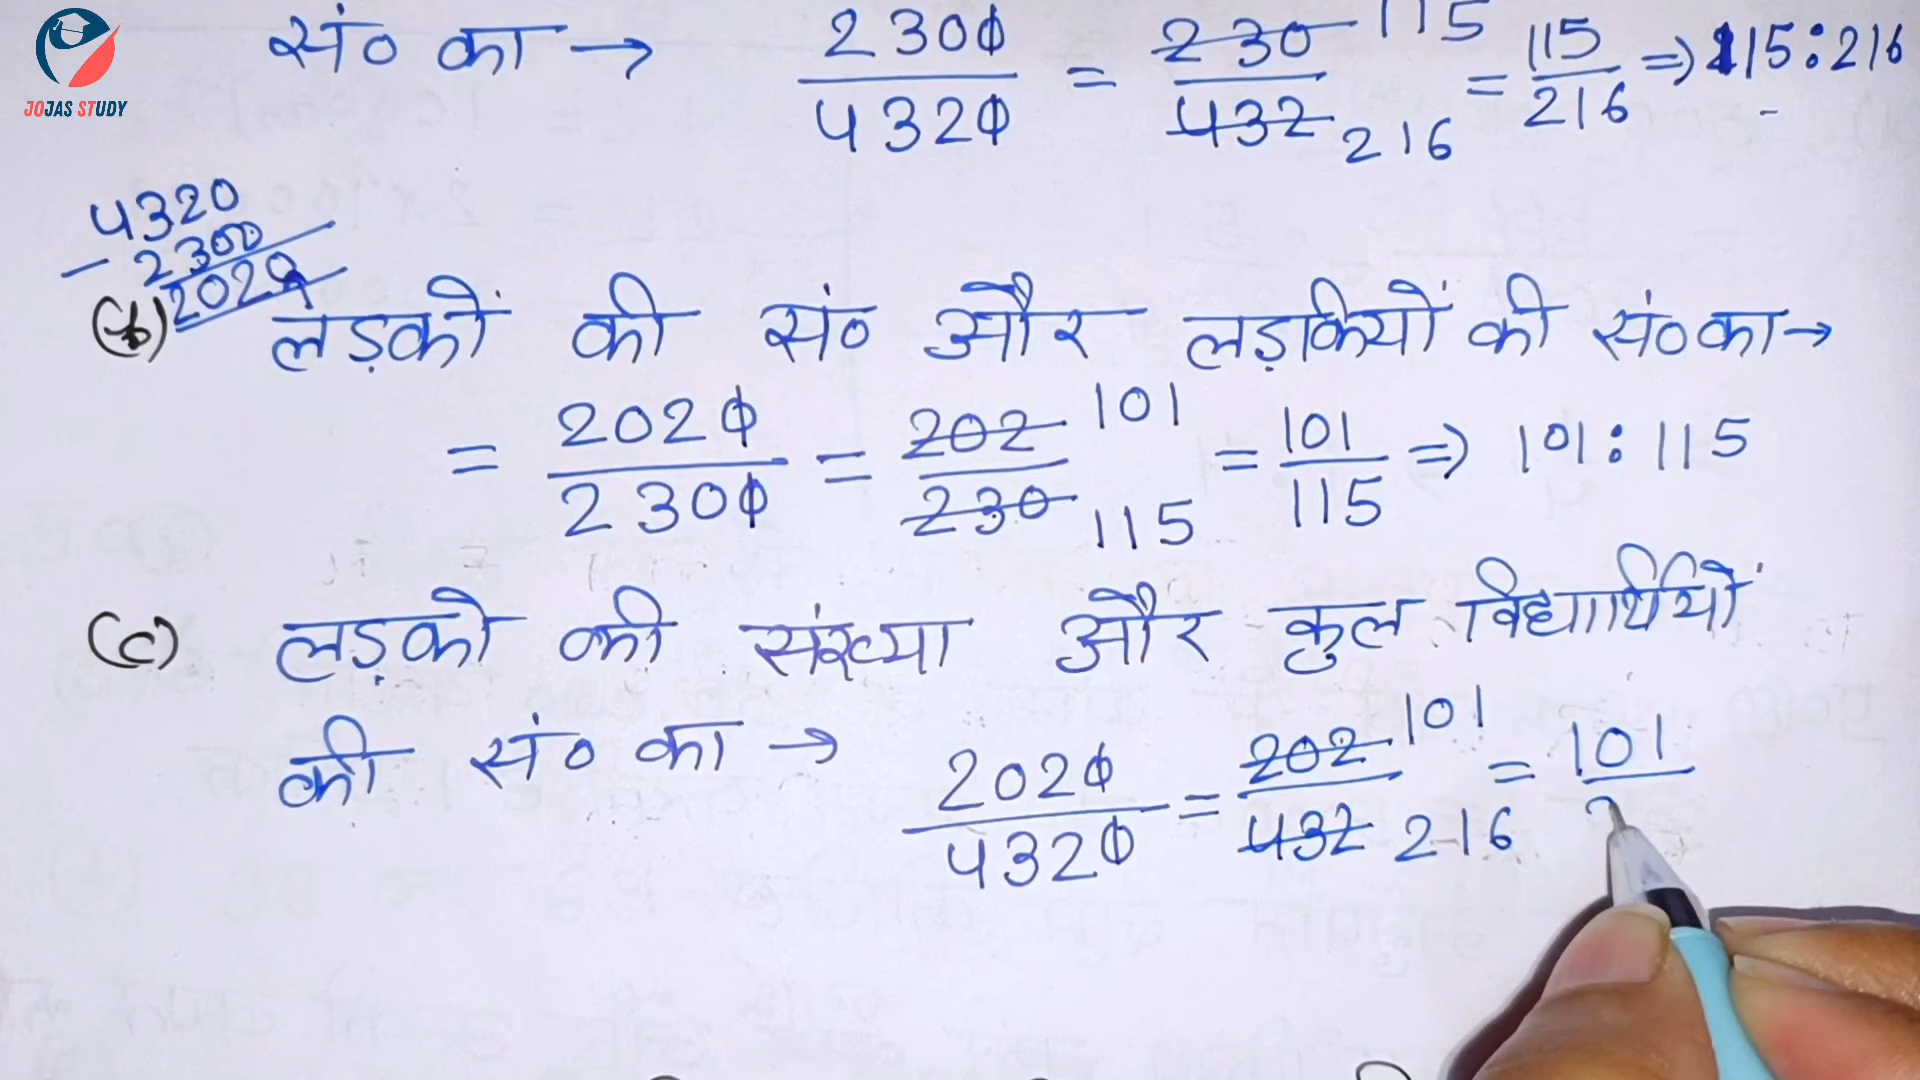 JOJAS STUDY
सं० का → 2300/4320 = 230/432 115 216 = 115/216 ⇒ 115:216
4320
- 2300
2020
(b) लड़कों की सं० और लड़कियों की सं० का →
= 2020/2300 = 202/230 101 115 = 101/115 ⇒ 101:115
(c) लड़को की संख्या और कुल विद्यार्थियों
की सं० का → 2020/4320 = 202/432 101 216 = 101/